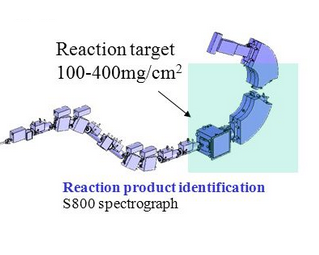 Reaction target
100-400mg/cm²
Reaction product identification
S800 spectrograph